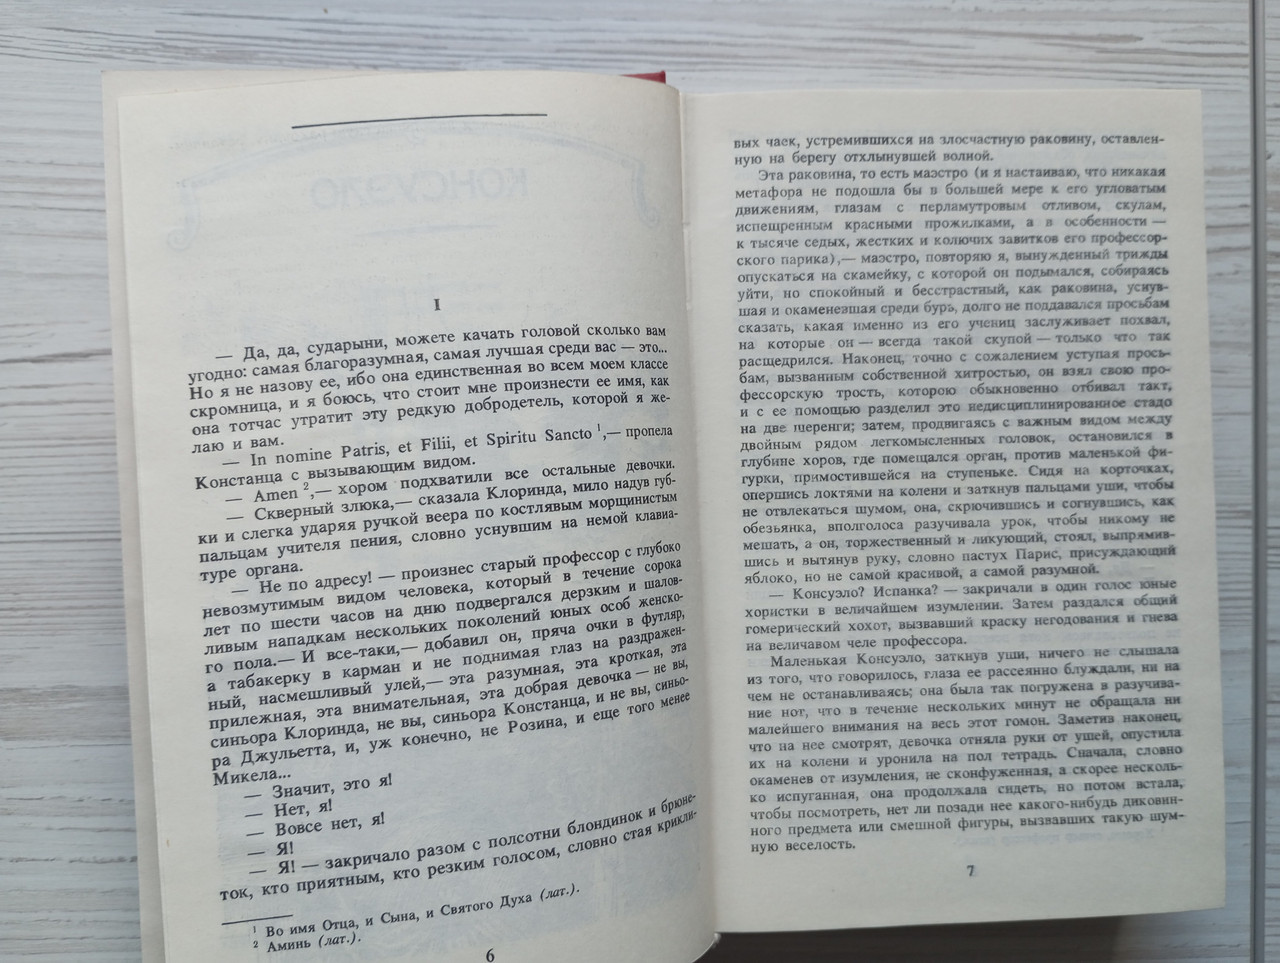 КОНСУЭЛО
I
— Да, да, сударыни, можете качать головой сколько вам
угодно: самая благоразумная, самая лучшая среди вас — это...
Но я не назову ее, ибо она единственная во всем моем классе
скромница, и я боюсь, что стоит мне произнести ее имя, как
она тотчас утратит эту редкую добродетель, которой я же-
лаю и вам.
— In nomine Patris, et Filii, et Spiritu Sancto ¹,— пропела
Констанца с вызывающим видом.
— Amen ²,— хором подхватили все остальные девочки.
— Скверный злюка,— сказала Клоринда, мило надув губ-
ки и слегка ударяя ручкой веера по костлявым морщинистым
пальцам учителя пения, словно уснувшим на немой клавиа-
туре органа.
— Не по адресу! — произнес старый профессор с глубоко
невозмутимым видом человека, который в течение сорока
лет по шести часов на дню подвергался дерзким и шалов-
ливым нападкам нескольких поколений юных особ женско-
го пола.— И все-таки,— добавил он, пряча очки в футляр,
а табакерку в карман и не поднимая глаз на раздражен-
ный, насмешливый улей,— эта разумная, эта кроткая, эта
прилежная, эта внимательная, эта добрая девочка — не вы,
синьора Клоринда, не вы, синьора Констанца, и не вы, синьо-
ра Джульетта, и, уж конечно, не Розина, и еще того менее
Микела...
— Значит, это я!
— Нет, я!
— Вовсе нет, я!
— Я!
— Я! — закричало разом с полсотни блондинок и брюне-
ток, кто приятным, кто резким голосом, словно стая крикли-
¹ Во имя Отца, и Сына, и Святого Духа (лат.).
² Аминь (лат.).
6
вых чаек, устремившихся на злосчастную раковину, оставлен-
ную на берегу отхлынувшей волной.
Эта раковина, то есть маэстро (и я настаиваю, что никакая
метафора не подошла бы в большей мере к его угловатым
движениям, глазам с перламутровым отливом, скулам,
испещренным красными прожилками, а в особенности —
к тысяче седых, жестких и колючих завитков его профессор-
ского парика),— маэстро, повторяю я, вынужденный трижды
опускаться на скамейку, с которой он подымался, собираясь
уйти, но спокойный и бесстрастный, как раковина, уснув-
шая и окаменевшая среди бурь, долго не поддавался просьбам
сказать, какая именно из его учениц заслуживает похвал,
на которые он — всегда такой скупой — только что так
расщедрился. Наконец, точно с сожалением уступая прось-
бам, вызванным собственной хитростью, он взял свою про-
фессорскую трость, которою обыкновенно отбивал такт,
и с ее помощью разделил это недисциплинированное стадо
на две шеренги; затем, продвигаясь с важным видом между
двойным рядом легкомысленных головок, остановился в
глубине хоров, где помещался орган, против маленькой фи-
гурки, примостившейся на ступеньке. Сидя на корточках,
опершись локтями на колени и заткнув пальцами уши, чтобы
не отвлекаться шумом, она, скрючившись и согнувшись, как
обезьянка, вполголоса разучивала урок, чтобы никому не
мешать, а он, торжественный и ликующий, стоял, выпрямив-
шись и вытянув руку, словно пастух Парис, присуждающий
яблоко, но не самой красивой, а самой разумной.
— Консуэло? Испанка? — закричали в один голос юные
хористки в величайшем изумлении. Затем раздался общий
гомерический хохот, вызвавший краску негодования и гнева
на величавом челе профессора.
Маленькая Консуэло, заткнув уши, ничего не слышала
из того, что говорилось, глаза ее рассеянно блуждали, ни на
чем не останавливаясь; она была так погружена в разучива-
ние нот, что в течение нескольких минут не обращала ни
малейшего внимания на весь этот гомон. Заметив наконец,
что на нее смотрят, девочка отняла руки от ушей, опустила
их на колени и уронила на пол тетрадь. Сначала, словно
окаменев от изумления, не сконфуженная, а скорее несколь-
ко испуганная, она продолжала сидеть, но потом встала,
чтобы посмотреть, нет ли позади нее какого-нибудь диковин-
ного предмета или смешной фигуры, вызвавших такую шум-
ную веселость.
7